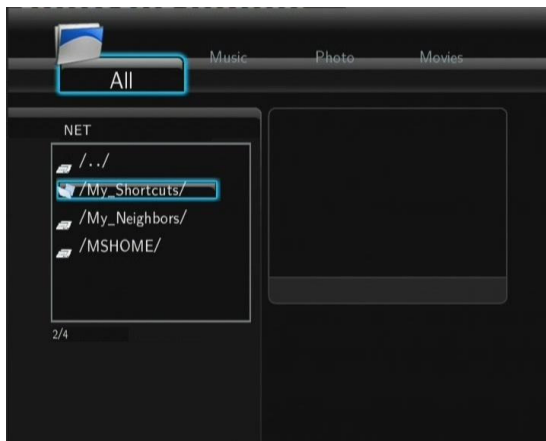 All Music Photo Movies
NET
/../
/My_Shortcuts/
/My_Neighbors/
/MSHOME/
2/4